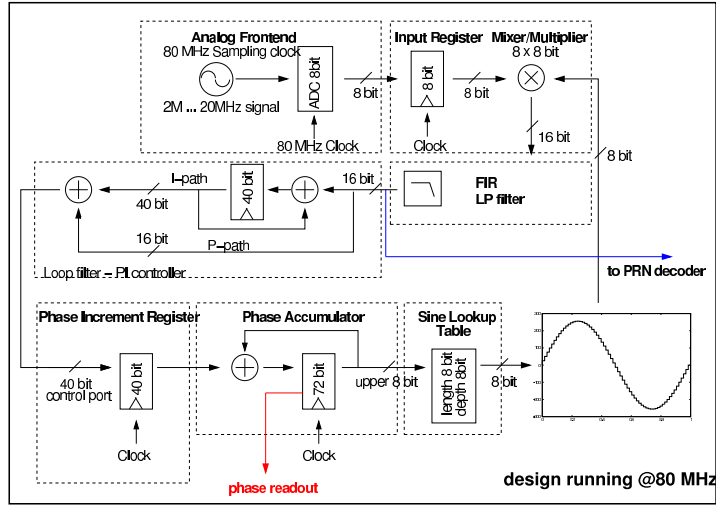 Analog Frontend
80 MHz Sampling clock
ADC 8bit
8 bit
2M ... 20MHz signal
80 MHz Clock
Input Register
8 bit
8 bit
Clock
Mixer/Multiplier
8 x 8 bit
16 bit
8 bit
I-path
40 bit
40 bit
16 bit
16 bit
P-path
Loop filter - PI controller
FIR
LP filter
to PRN decoder
Phase Increment Register
40 bit
control port
40 bit
Clock
Phase Accumulator
72 bit
upper 8 bit
Clock
phase readout
Sine Lookup
Table
length 8 bit
depth 8bit
8 bit
design running @80 MHz